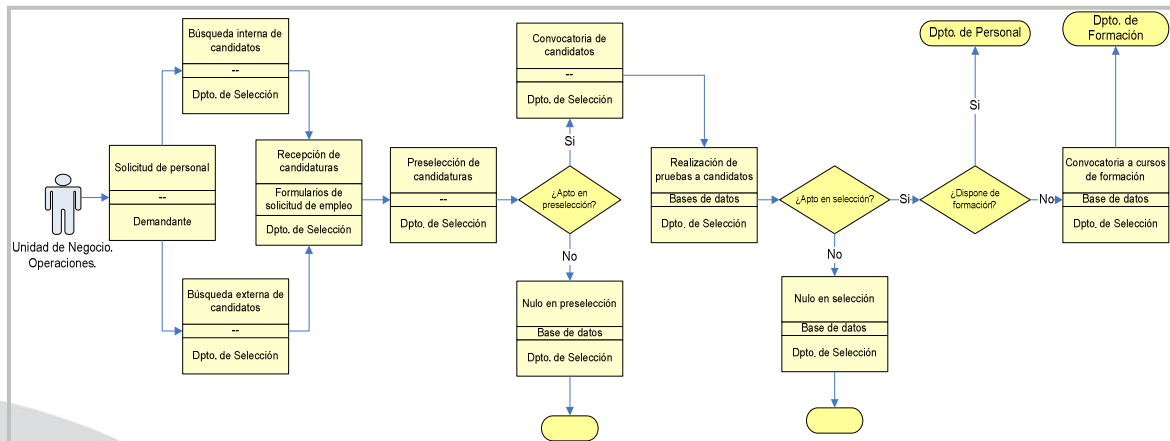 Unidad de Negocio.
Operaciones.
Solicitud de personal
--
Demandante
Búsqueda interna de
candidatos
--
Dpto. de Selección
Búsqueda externa de
candidatos
--
Dpto. de Selección
Recepción de
candidaturas
Formularios de
solicitud de empleo
Dpto. de Selección
Preselección de
candidaturas
--
Dpto. de Selección
¿Apto en
preselección?
Si
Convocatoria de
candidatos
--
Dpto. de Selección
No
Nulo en preselección
Base de datos
Dpto. de Selección
Realización de
pruebas a candidatos
Bases de datos
Dpto. de Selección
¿Apto en selección?
No
Nulo en selección
Base de datos
Dpto. de Selección
Si
¿Dispone de
formación?
Si
Dpto. de Personal
No
Convocatoria a cursos
de formación
Base de datos
Dpto. de Selección
Dpto. de
Formación